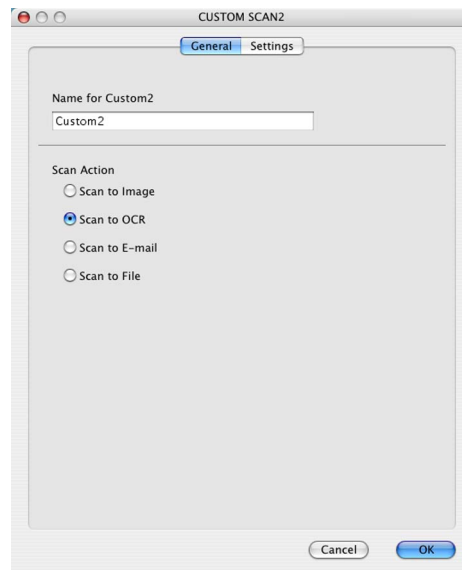 CUSTOM SCAN2
General Settings
Name for Custom2
Custom2
Scan Action
Scan to Image
Scan to OCR
Scan to E-mail
Scan to File
Cancel OK